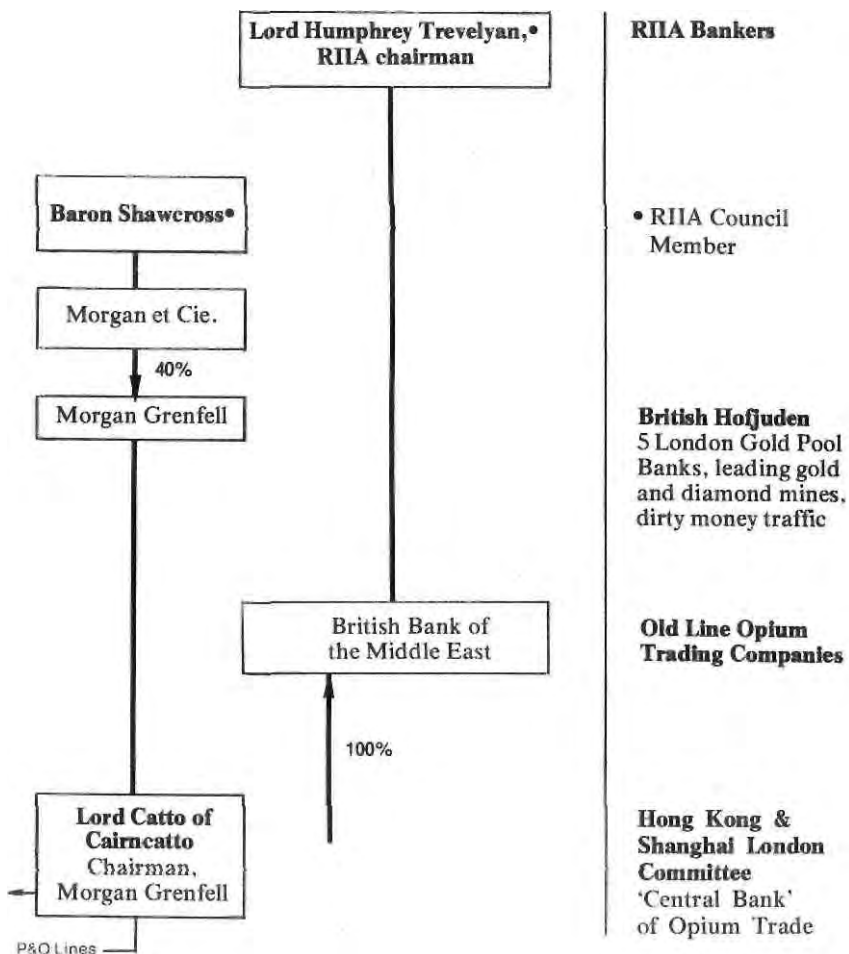 Lord Humphrey Trevelyan,•
RIIA chairman
RIIA Bankers
Baron Shawcross•
• RIIA Council
Member
Morgan et Cie.
40%
Morgan Grenfell
British Hofjuden
5 London Gold Pool
Banks, leading gold
and diamond mines,
dirty money traffic
British Bank of
the Middle East
Old Line Opium
Trading Companies
100%
Lord Catto of
Cairncatto
Chairman,
Morgan Grenfell
Hong Kong &
Shanghai London
Committee
'Central Bank'
of Opium Trade
P&O Lines